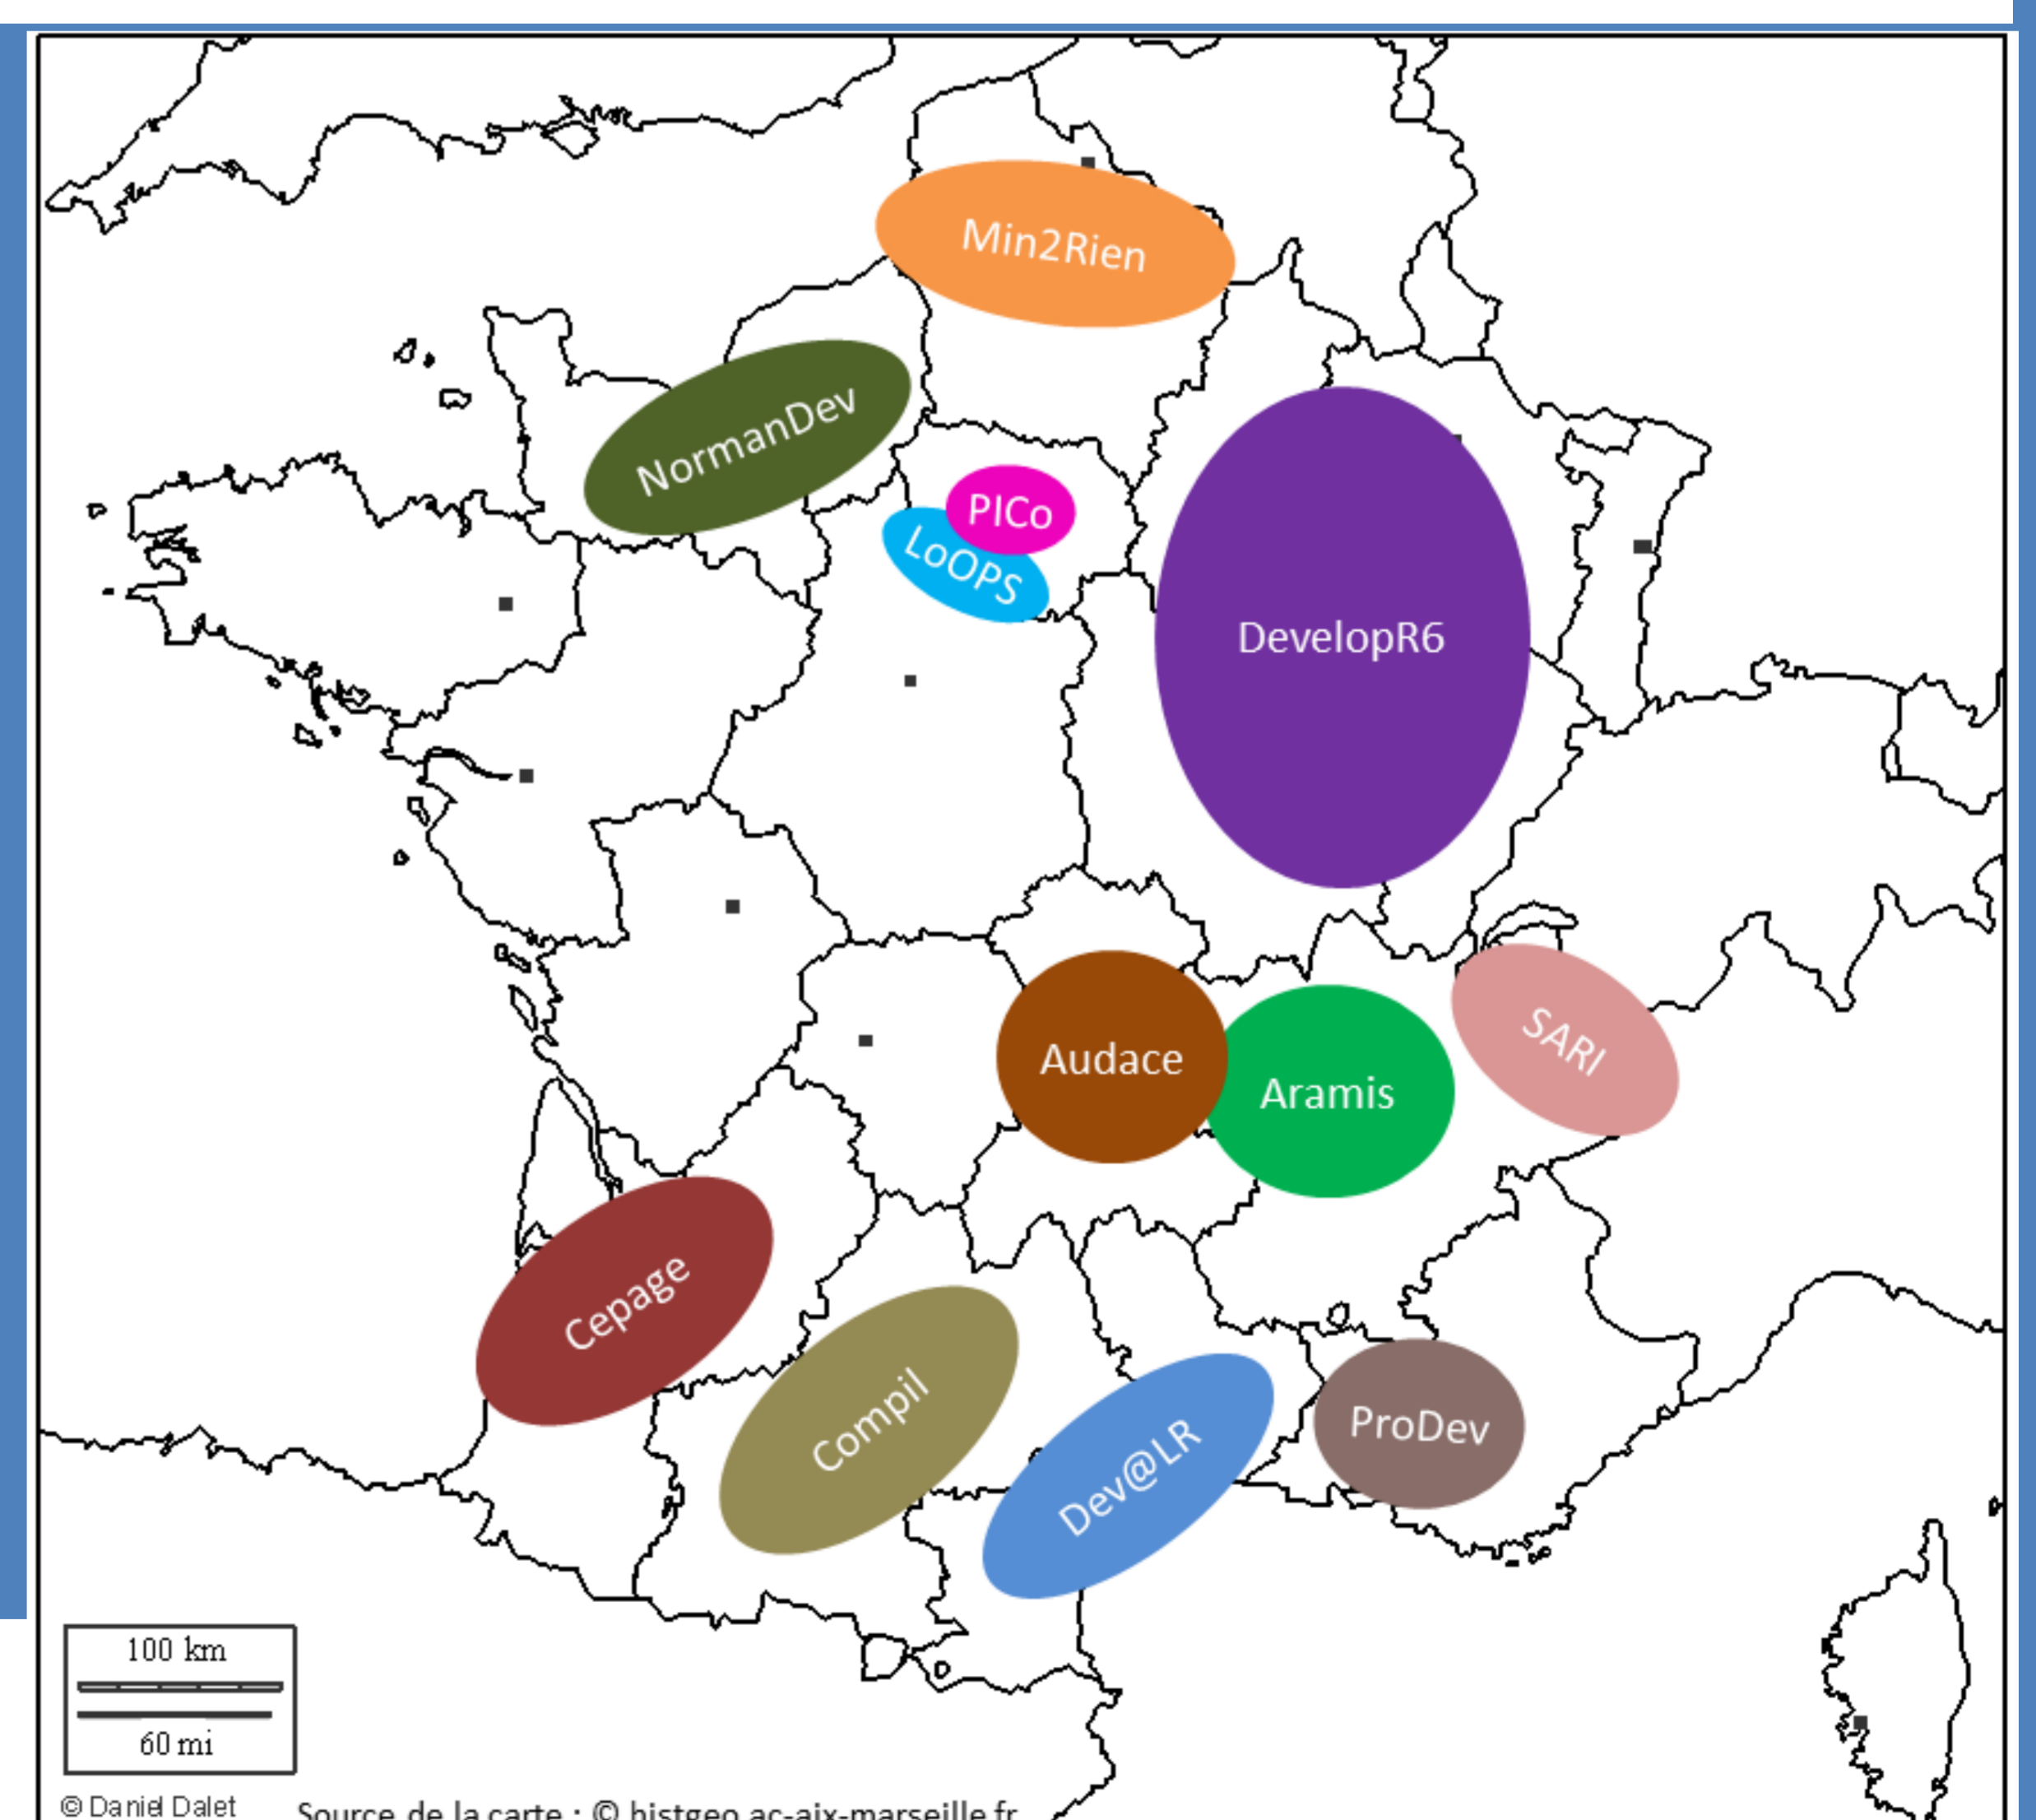 Min2Rien
NormanDev
PICo
LoOPS
DevelopR6
Audace
Aramis
SARI
Cepage
Compil
Dev@LR
ProDev
100 km
60 mi
© Daniel Dalet
Source de la carte : © histgeo.ac-aix-marseille.fr